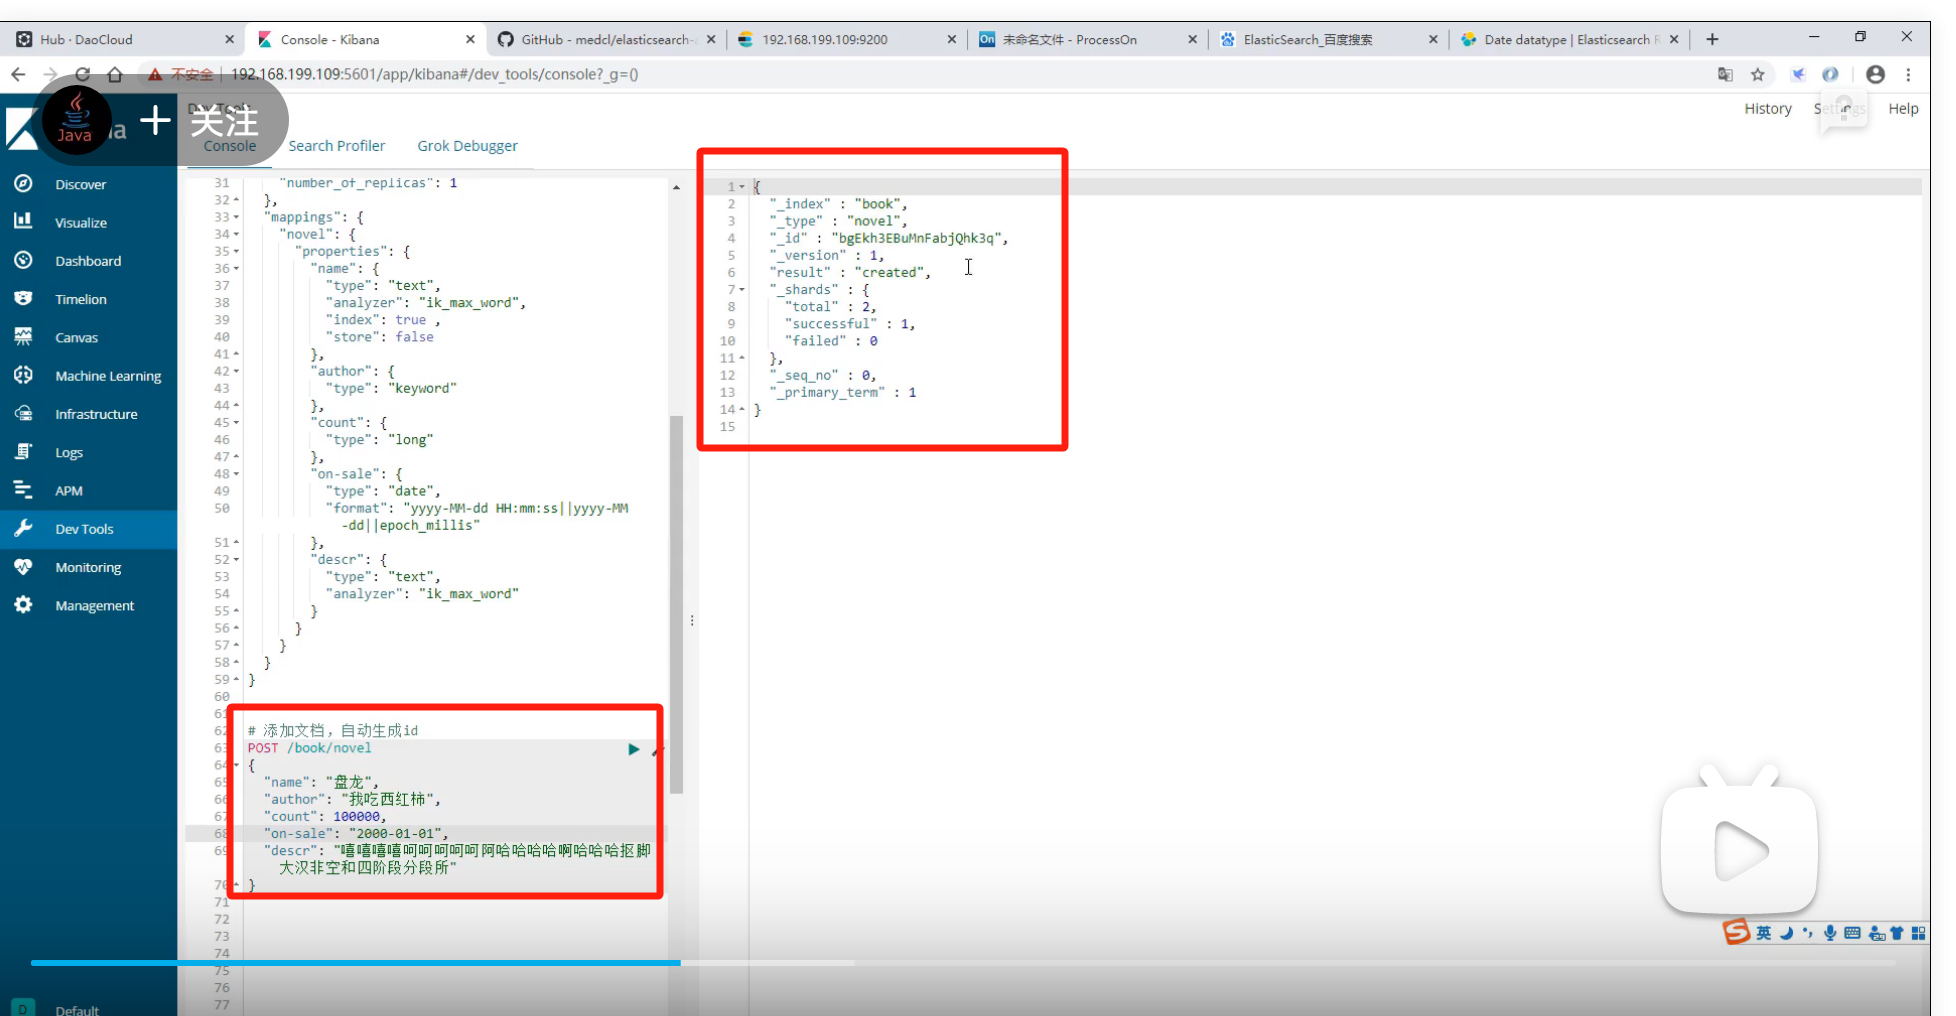 Hub - DaoCloud
Console - Kibana
GitHub - medcl/elasticsearch-
192.168.199.109:9200
On 未命名文件 - ProcessOn
ElasticSearch_百度搜索
Date datatype | Elasticsearch R
不安全 192.168.199.109:5601/app/kibana#/dev_tools/console?_g=()
Java
关注
History
Settings
Help
Console
Search Profiler
Grok Debugger
Discover
Visualize
Dashboard
Timelion
Canvas
Machine Learning
Infrastructure
Logs
APM
Dev Tools
Monitoring
Management
Default
31 "number_of_replicas": 1
32 },
33 "mappings": {
34 "novel": {
35 "properties": {
36 "name": {
37 "type": "text",
38 "analyzer": "ik_max_word",
39 "index": true ,
40 "store": false
41 },
42 "author": {
43 "type": "keyword"
44 },
45 "count": {
46 "type": "long"
47 },
48 "on-sale": {
49 "type": "date",
50 "format": "yyyy-MM-dd HH:mm:ss||yyyy-MM
-dd||epoch_millis"
51 },
52 "descr": {
53 "type": "text",
54 "analyzer": "ik_max_word"
55 }
56 }
57 }
58 }
59 }
60
61
62 # 添加文档，自动生成id
63 POST /book/novel
64 {
65 "name": "盘龙",
66 "author": "我吃西红柿",
67 "count": 100000,
68 "on-sale": "2000-01-01",
69 "descr": "嘻嘻嘻嘻呵呵呵呵呵阿哈哈哈哈啊哈哈哈抠脚
大汉非空和四阶段分段所"
70 }
71
72
73
74
75
76
77
1 {
2 "_index" : "book",
3 "_type" : "novel",
4 "_id" : "bgEkh3EBuMnFabjQhk3q",
5 "_version" : 1,
6 "result" : "created",
7 "_shards" : {
8 "total" : 2,
9 "successful" : 1,
10 "failed" : 0
11 },
12 "_seq_no" : 0,
13 "_primary_term" : 1
14 }
15
英